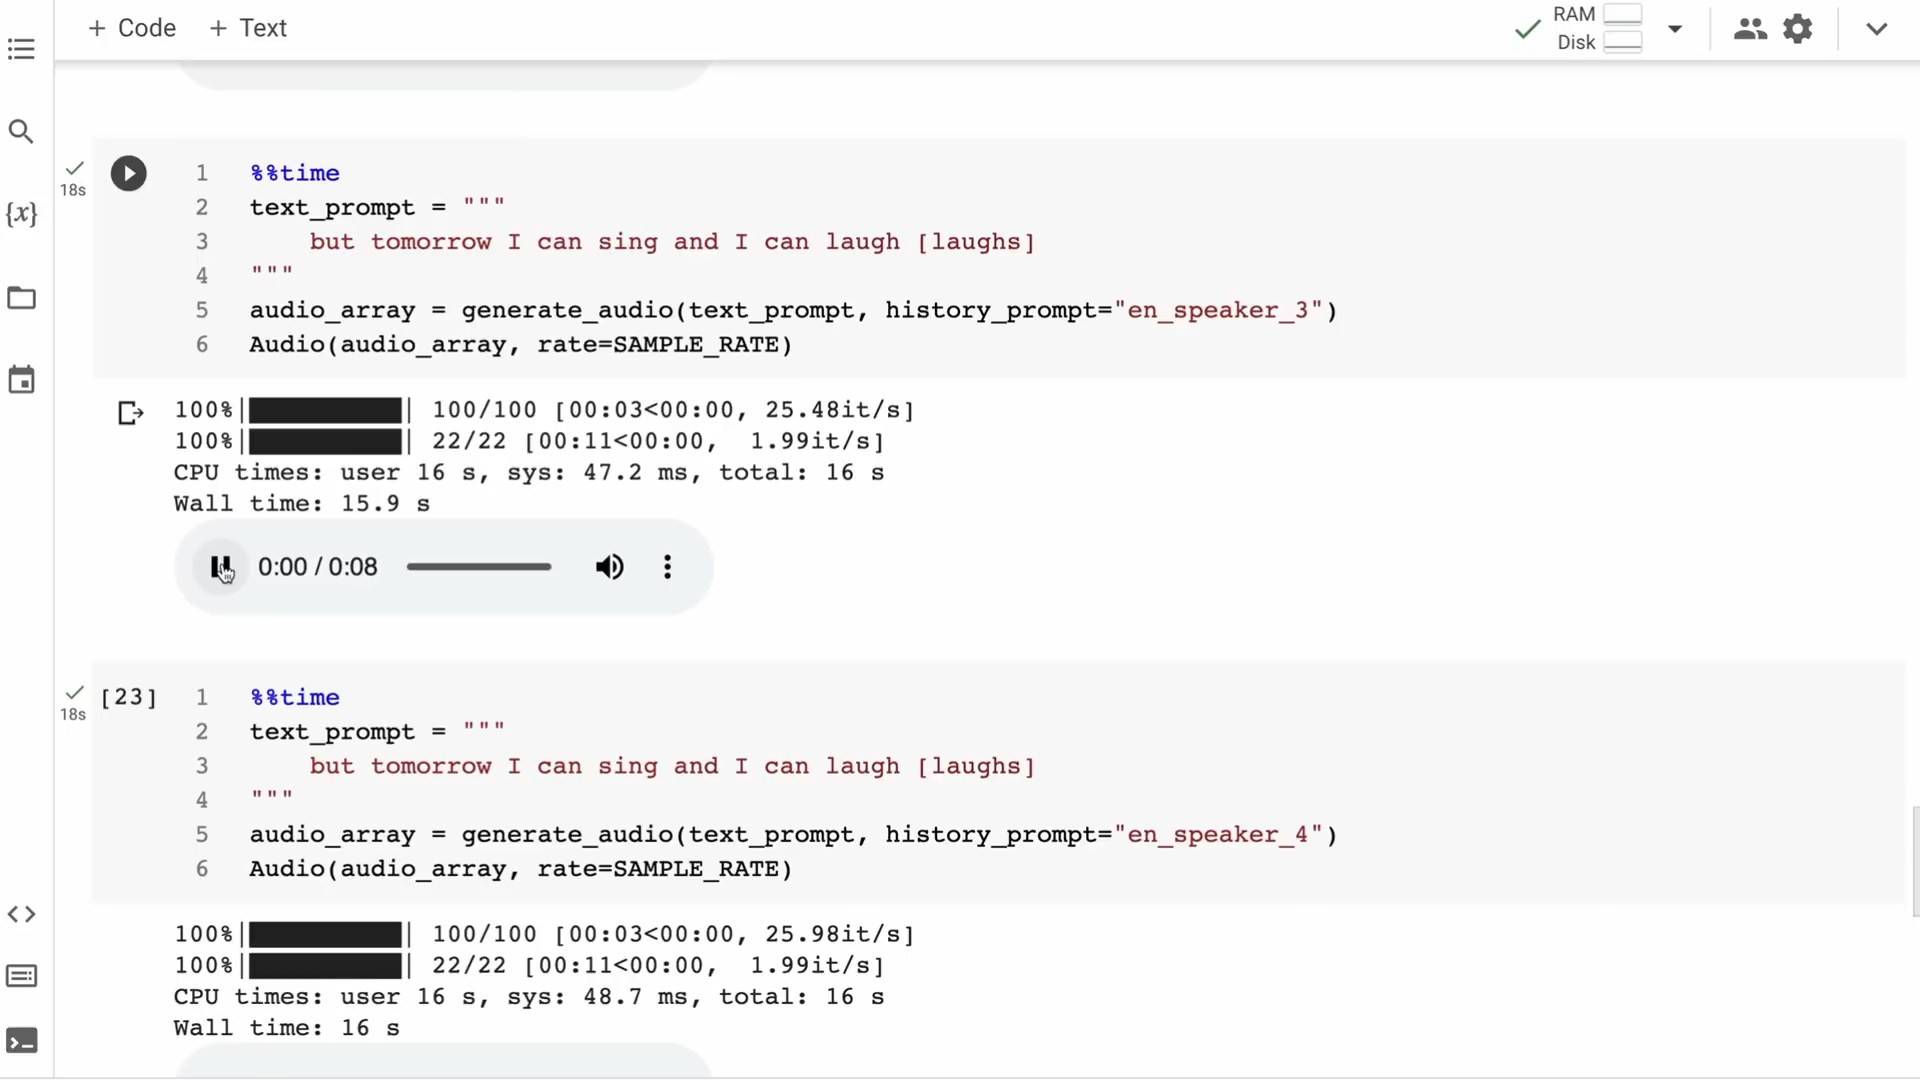 + Code + Text
RAM
Disk
{x}
18s
1 %%time
2 text_prompt = """
3 but tomorrow I can sing and I can laugh [laughs]
4 """
5 audio_array = generate_audio(text_prompt, history_prompt="en_speaker_3")
6 Audio(audio_array, rate=SAMPLE_RATE)
100%| | 100/100 [00:03<00:00, 25.48it/s]
100%| | 22/22 [00:11<00:00, 1.99it/s]
CPU times: user 16 s, sys: 47.2 ms, total: 16 s
Wall time: 15.9 s
0:00 / 0:08
18s
[23]
1 %%time
2 text_prompt = """
3 but tomorrow I can sing and I can laugh [laughs]
4 """
5 audio_array = generate_audio(text_prompt, history_prompt="en_speaker_4")
6 Audio(audio_array, rate=SAMPLE_RATE)
100%| | 100/100 [00:03<00:00, 25.98it/s]
100%| | 22/22 [00:11<00:00, 1.99it/s]
CPU times: user 16 s, sys: 48.7 ms, total: 16 s
Wall time: 16 s